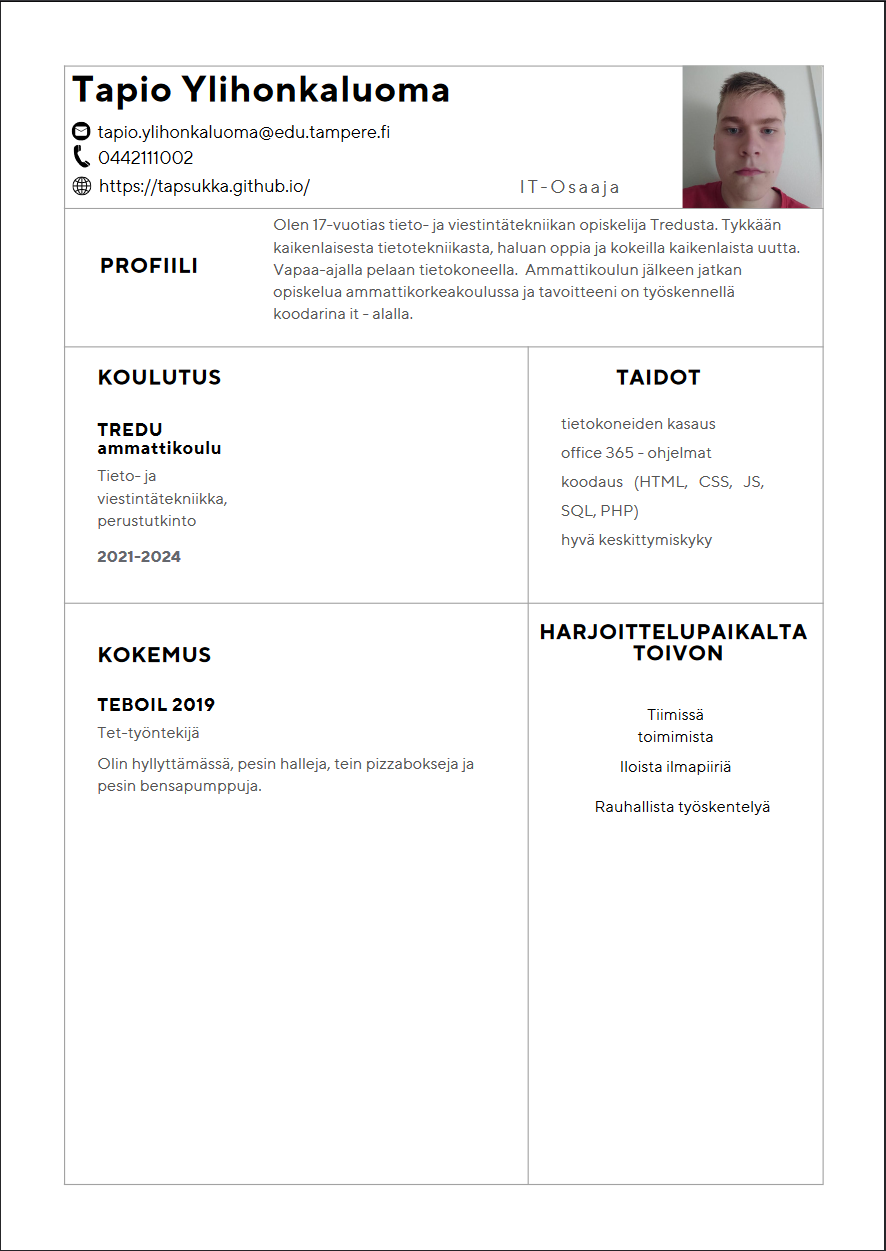 Tapio Ylihonkaluoma
tapio.ylihonkaluoma@edu.tampere.fi
0442111002
https://tapsukka.github.io/
IT-Osaaja
PROFIILI
Olen 17-vuotias tieto- ja viestintätekniikan opiskelija Tredusta. Tykkään
kaikenlaisesta tietotekniikasta, haluan oppia ja kokeilla kaikenlaista uutta.
Vapaa-ajalla pelaan tietokoneella. Ammattikoulun jälkeen jatkan
opiskelua ammattikorkeakoulussa ja tavoitteeni on työskennellä
koodarina it - alalla.
KOULUTUS
TREDU
ammattikoulu
Tieto- ja
viestintätekniikka,
perustutkinto
2021-2024
TAIDOT
tietokoneiden kasaus
office 365 - ohjelmat
koodaus (HTML, CSS, JS,
SQL, PHP)
hyvä keskittymiskyky
KOKEMUS
TEBOIL 2019
Tet-työntekijä
Olin hyllyttämässä, pesin halleja, tein pizzabokseja ja
pesin bensapumppuja.
HARJOITTELUPAIKALTA
TOIVON
Tiimissä
toimimista
Iloista ilmapiiriä
Rauhallista työskentelyä